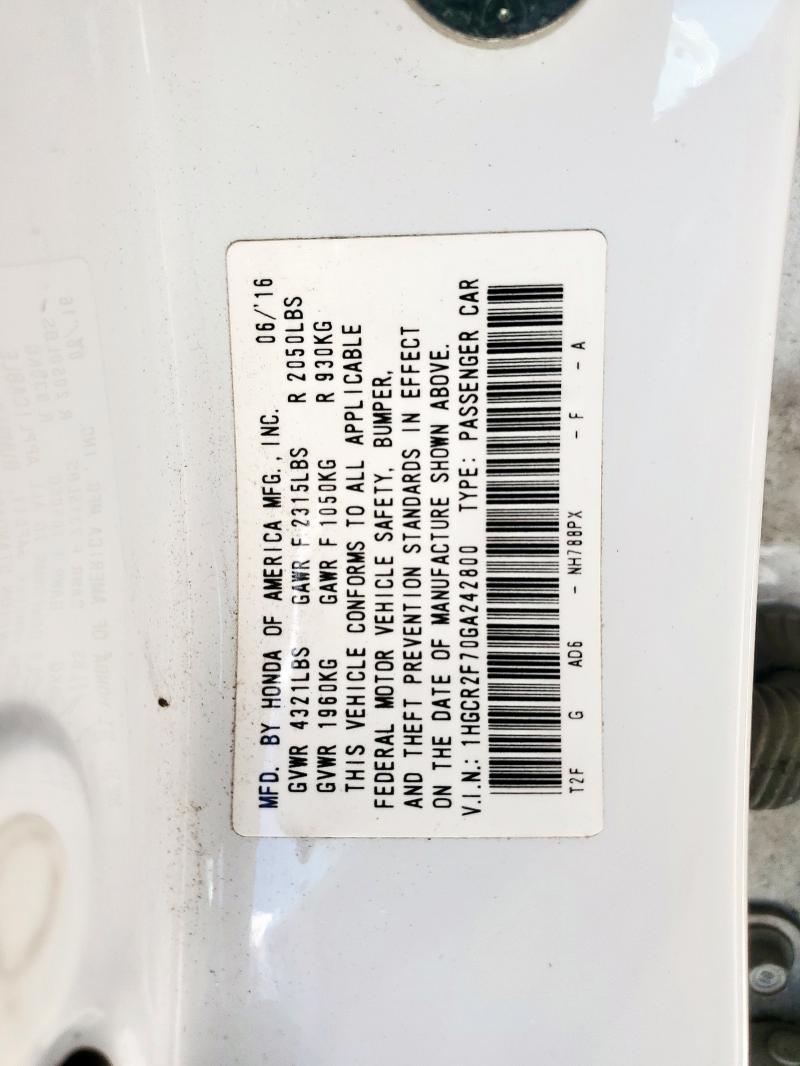 MFD. BY HONDA OF AMERICA MFG., INC. 06/'16
GVWR 4321LBS GAWR F 2315LBS R 2050LBS
GVWR 1960KG GAWR F 1050KG R 930KG
THIS VEHICLE CONFORMS TO ALL APPLICABLE
FEDERAL MOTOR VEHICLE SAFETY, BUMPER,
AND THEFT PREVENTION STANDARDS IN EFFECT
ON THE DATE OF MANUFACTURE SHOWN ABOVE.
V.I.N.: 1HGCR2F70GA242800 TYPE: PASSENGER CAR
T2F G AD6 - NH788PX - F - A